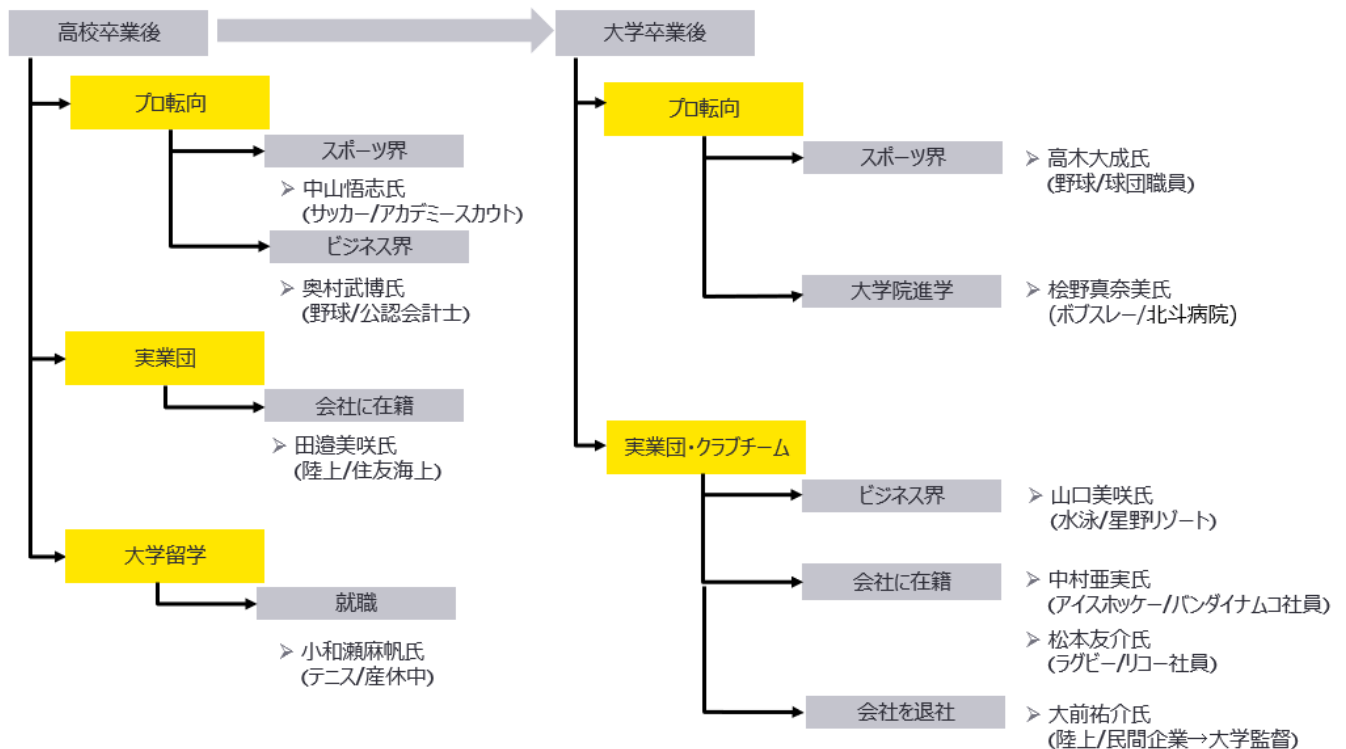 高校卒業後
プロ転向
スポーツ界
➢ 中山悟志氏
(サッカー/アカデミースカウト)
ビジネス界
➢ 奥村武博氏
(野球/公認会計士)
実業団
会社に在籍
➢ 田邉美咲氏
(陸上/住友海上)
大学留学
就職
➢ 小和瀬麻帆氏
(テニス/産休中)
大学卒業後
プロ転向
スポーツ界
➢ 高木大成氏
(野球/球団職員)
大学院進学
➢ 桧野真奈美氏
(ボブスレー/北斗病院)
実業団・クラブチーム
ビジネス界
➢ 山口美咲氏
(水泳/星野リゾート)
会社に在籍
➢ 中村亜実氏
(アイスホッケー/バンダイナムコ社員)
➢ 松本友介氏
(ラグビー/リコー社員)
会社を退社
➢ 大前祐介氏
(陸上/民間企業→大学監督)